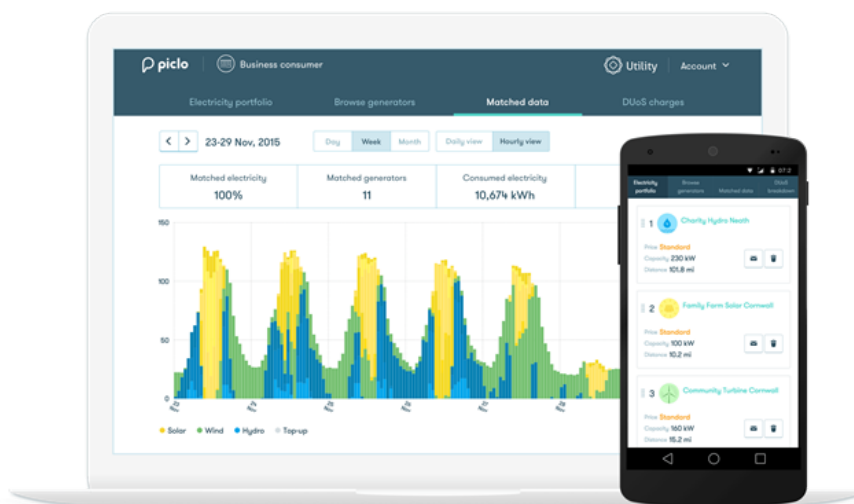 piclo
Business consumer
Utility
Account
Electricity portfolio
Browse generators
Matched data
DUoS charges
23-29 Nov, 2015
Day
Week
Month
Daily view
Hourly view
Matched electricity
100%
Matched generators
11
Consumed electricity
10,674 kWh
150
100
50
0
Solar
Wind
Hydro
Top-up
Electricity
portfolio
Browse
generators
Matched data
breakdown
1
Charity Hydro Neath
Price Standard
Capacity 230 kW
Distance 101.8 mi
2
Family Farm Solar Cornwall
Price Standard
Capacity 100 kW
Distance 10.2 mi
3
Community Turbine Cornwall
Price Standard
Capacity 160 kW
Distance 15.2 mi